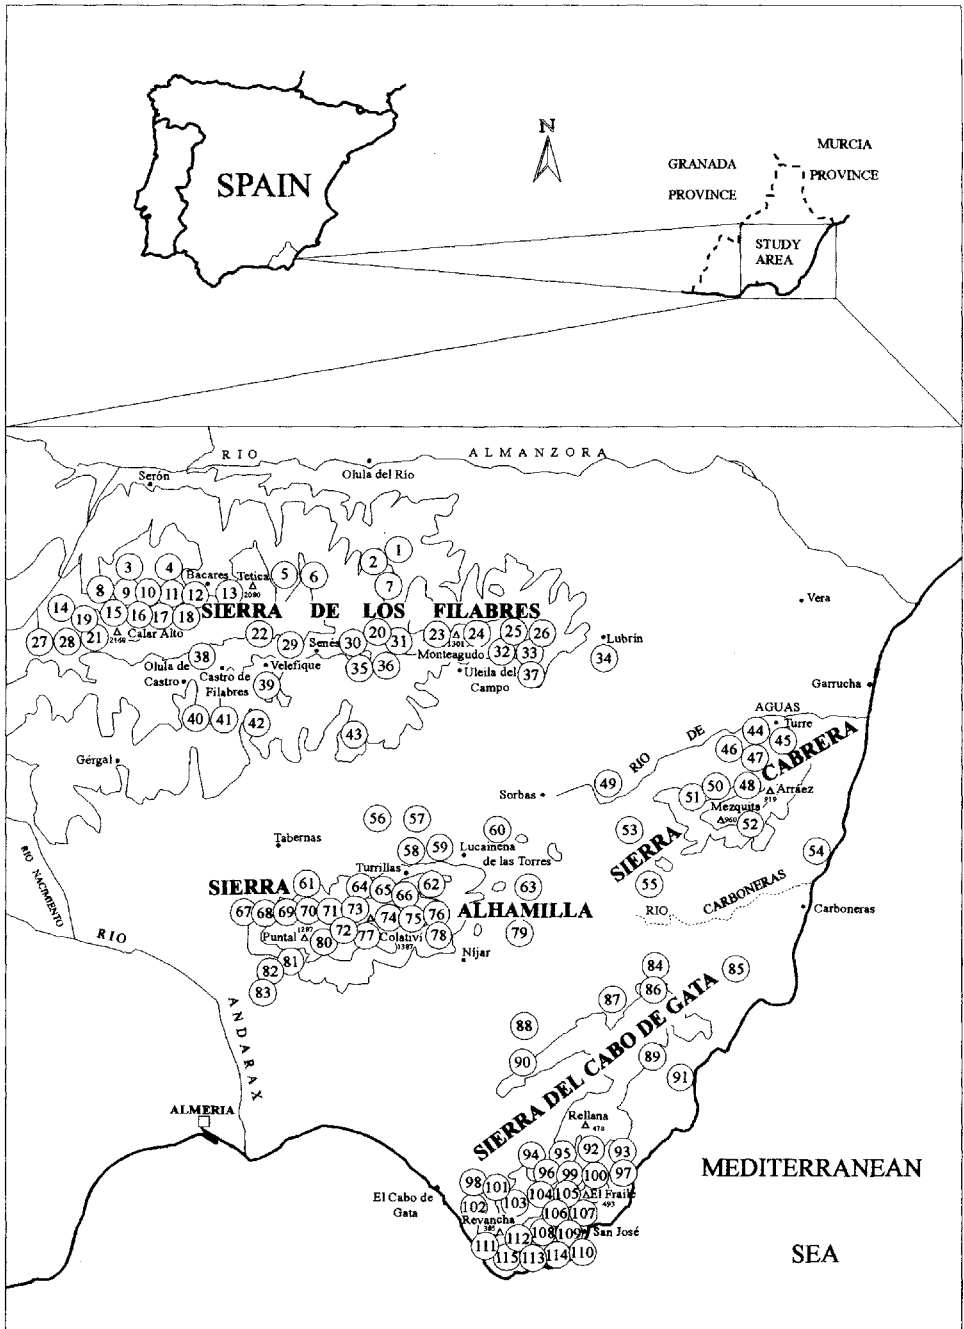 N
MURCIA
PROVINCE
GRANADA
PROVINCE
SPAIN
STUDY
AREA
RIO ALMANZORA
Olula del Río
Serón
1
2
3
4
5
6
7
Bacares
Tetica
2080
8
9
10
11
12
13
14
15
16
17
18
19
SIERRA DE LOS FILABRES
Vera
20
21
22
23
24
25
26
27
28
29
30
31
Calar Alto
2168
Senés
1301
Monteagudo
32
33
Lubrín
34
35
36
37
38
Olula de
Castro
Castro de
Filabres
Velefique
39
Uleila del
Campo
Garrucha
40
41
42
43
Gérgal
RIO DE AGUAS
Turre
44
45
46
47
48
49
50
51
52
53
54
55
SIERRA CABRERA
Arráez
919
Mezquita
960
Sorbas
56
57
58
59
60
Tabernas
Lucainena
de las Torres
Turrillas
RIO NACIMIENTO
61
62
63
64
65
66
SIERRA ALHAMILLA
67
68
69
70
71
72
73
74
75
76
77
78
79
80
81
82
83
Puntal
1287
Colativí
1387
Níjar
RIO CARBONERAS
Carboneras
RIO ANDARAX
84
85
86
87
88
89
90
91
SIERRA DEL CABO DE GATA
ALMERIA
Rellana
478
92
93
94
95
96
97
98
99
100
101
102
103
104
105
106
107
El Fraile
493
El Cabo de
Gata
Revancha
385
108
109
110
111
112
113
114
115
San José
MEDITERRANEAN
SEA